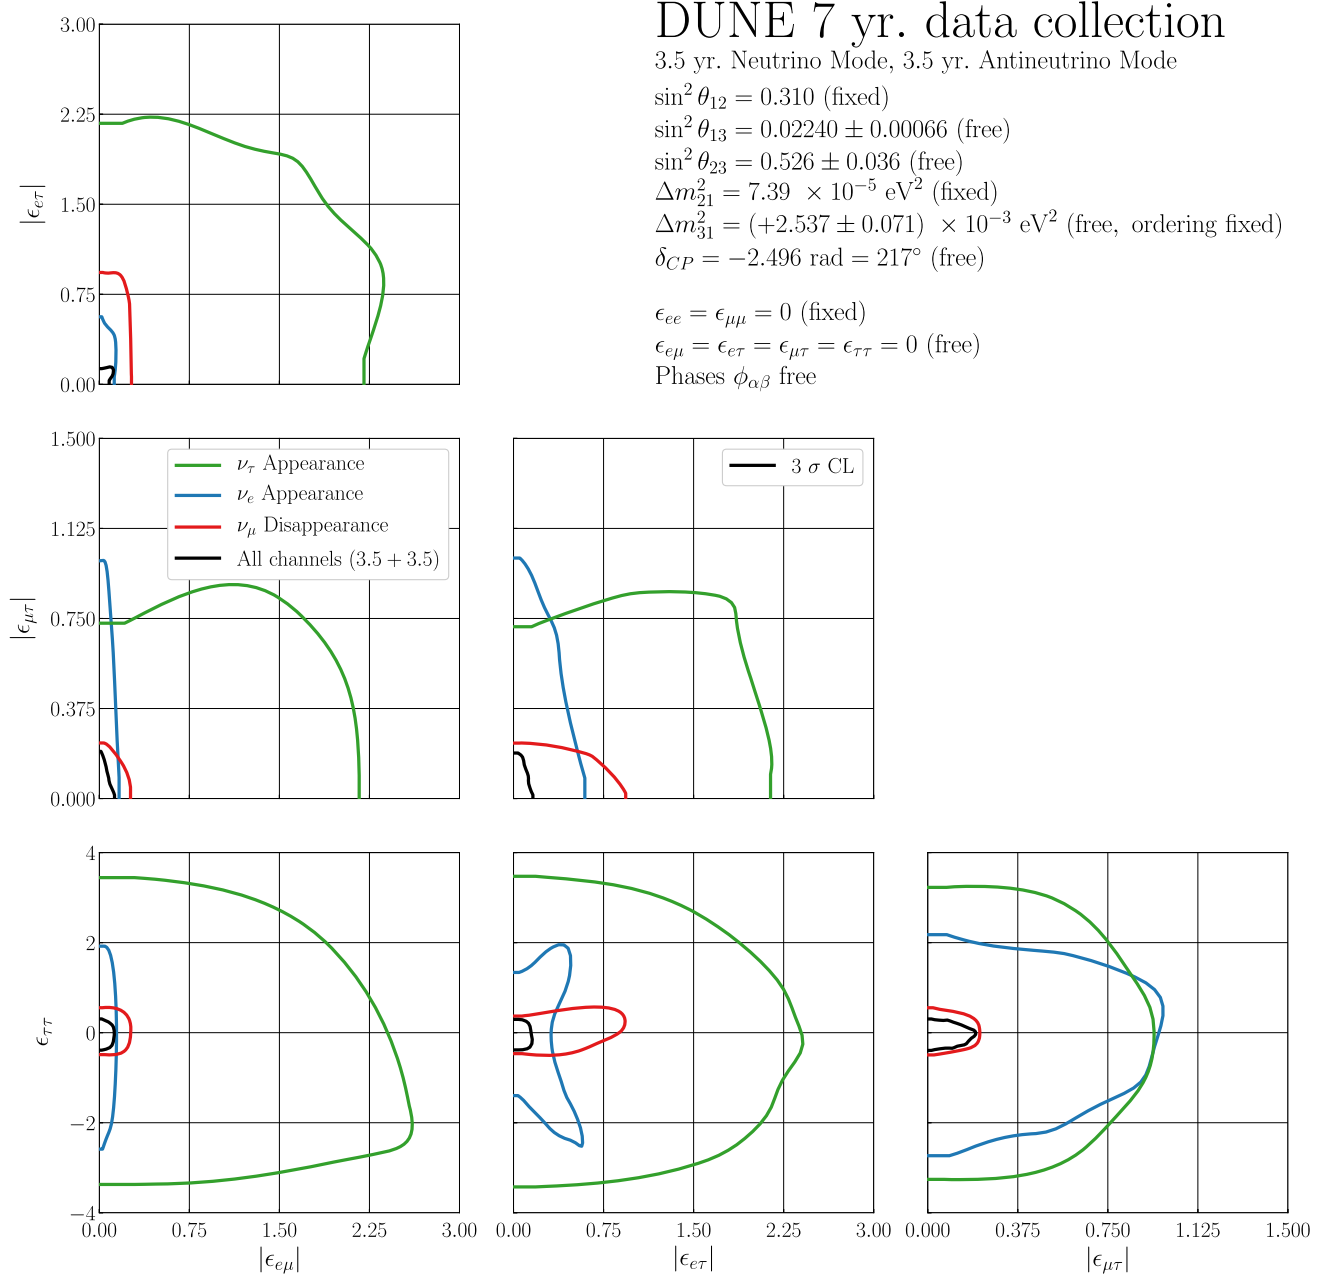 DUNE 7 yr. data collection
3.5 yr. Neutrino Mode, 3.5 yr. Antineutrino Mode
sin² θ₁₂ = 0.310 (fixed)
sin² θ₁₃ = 0.02240 ± 0.00066 (free)
sin² θ₂₃ = 0.526 ± 0.036 (free)
Δm²₂₁ = 7.39 × 10⁻⁵ eV² (fixed)
Δm²₃₁ = (+2.537 ± 0.071) × 10⁻³ eV² (free, ordering fixed)
δ_CP = −2.496 rad = 217° (free)
ϵ_ee = ϵ_μμ = 0 (fixed)
ϵ_eμ = ϵ_eτ = ϵ_μτ = ϵ_ττ = 0 (free)
Phases ϕ_αβ free
3.00
2.25
1.50
0.75
0.00
|ϵ_eτ|
1.500
1.125
0.750
0.375
0.000
|ϵ_μτ|
ν_τ Appearance
ν_e Appearance
ν_μ Disappearance
All channels (3.5 + 3.5)
3 σ CL
4
2
0
−2
−4
ϵ_ττ
0.00 0.75 1.50 2.25 3.00
|ϵ_eμ|
0.00 0.75 1.50 2.25 3.00
|ϵ_eτ|
0.000 0.375 0.750 1.125 1.500
|ϵ_μτ|